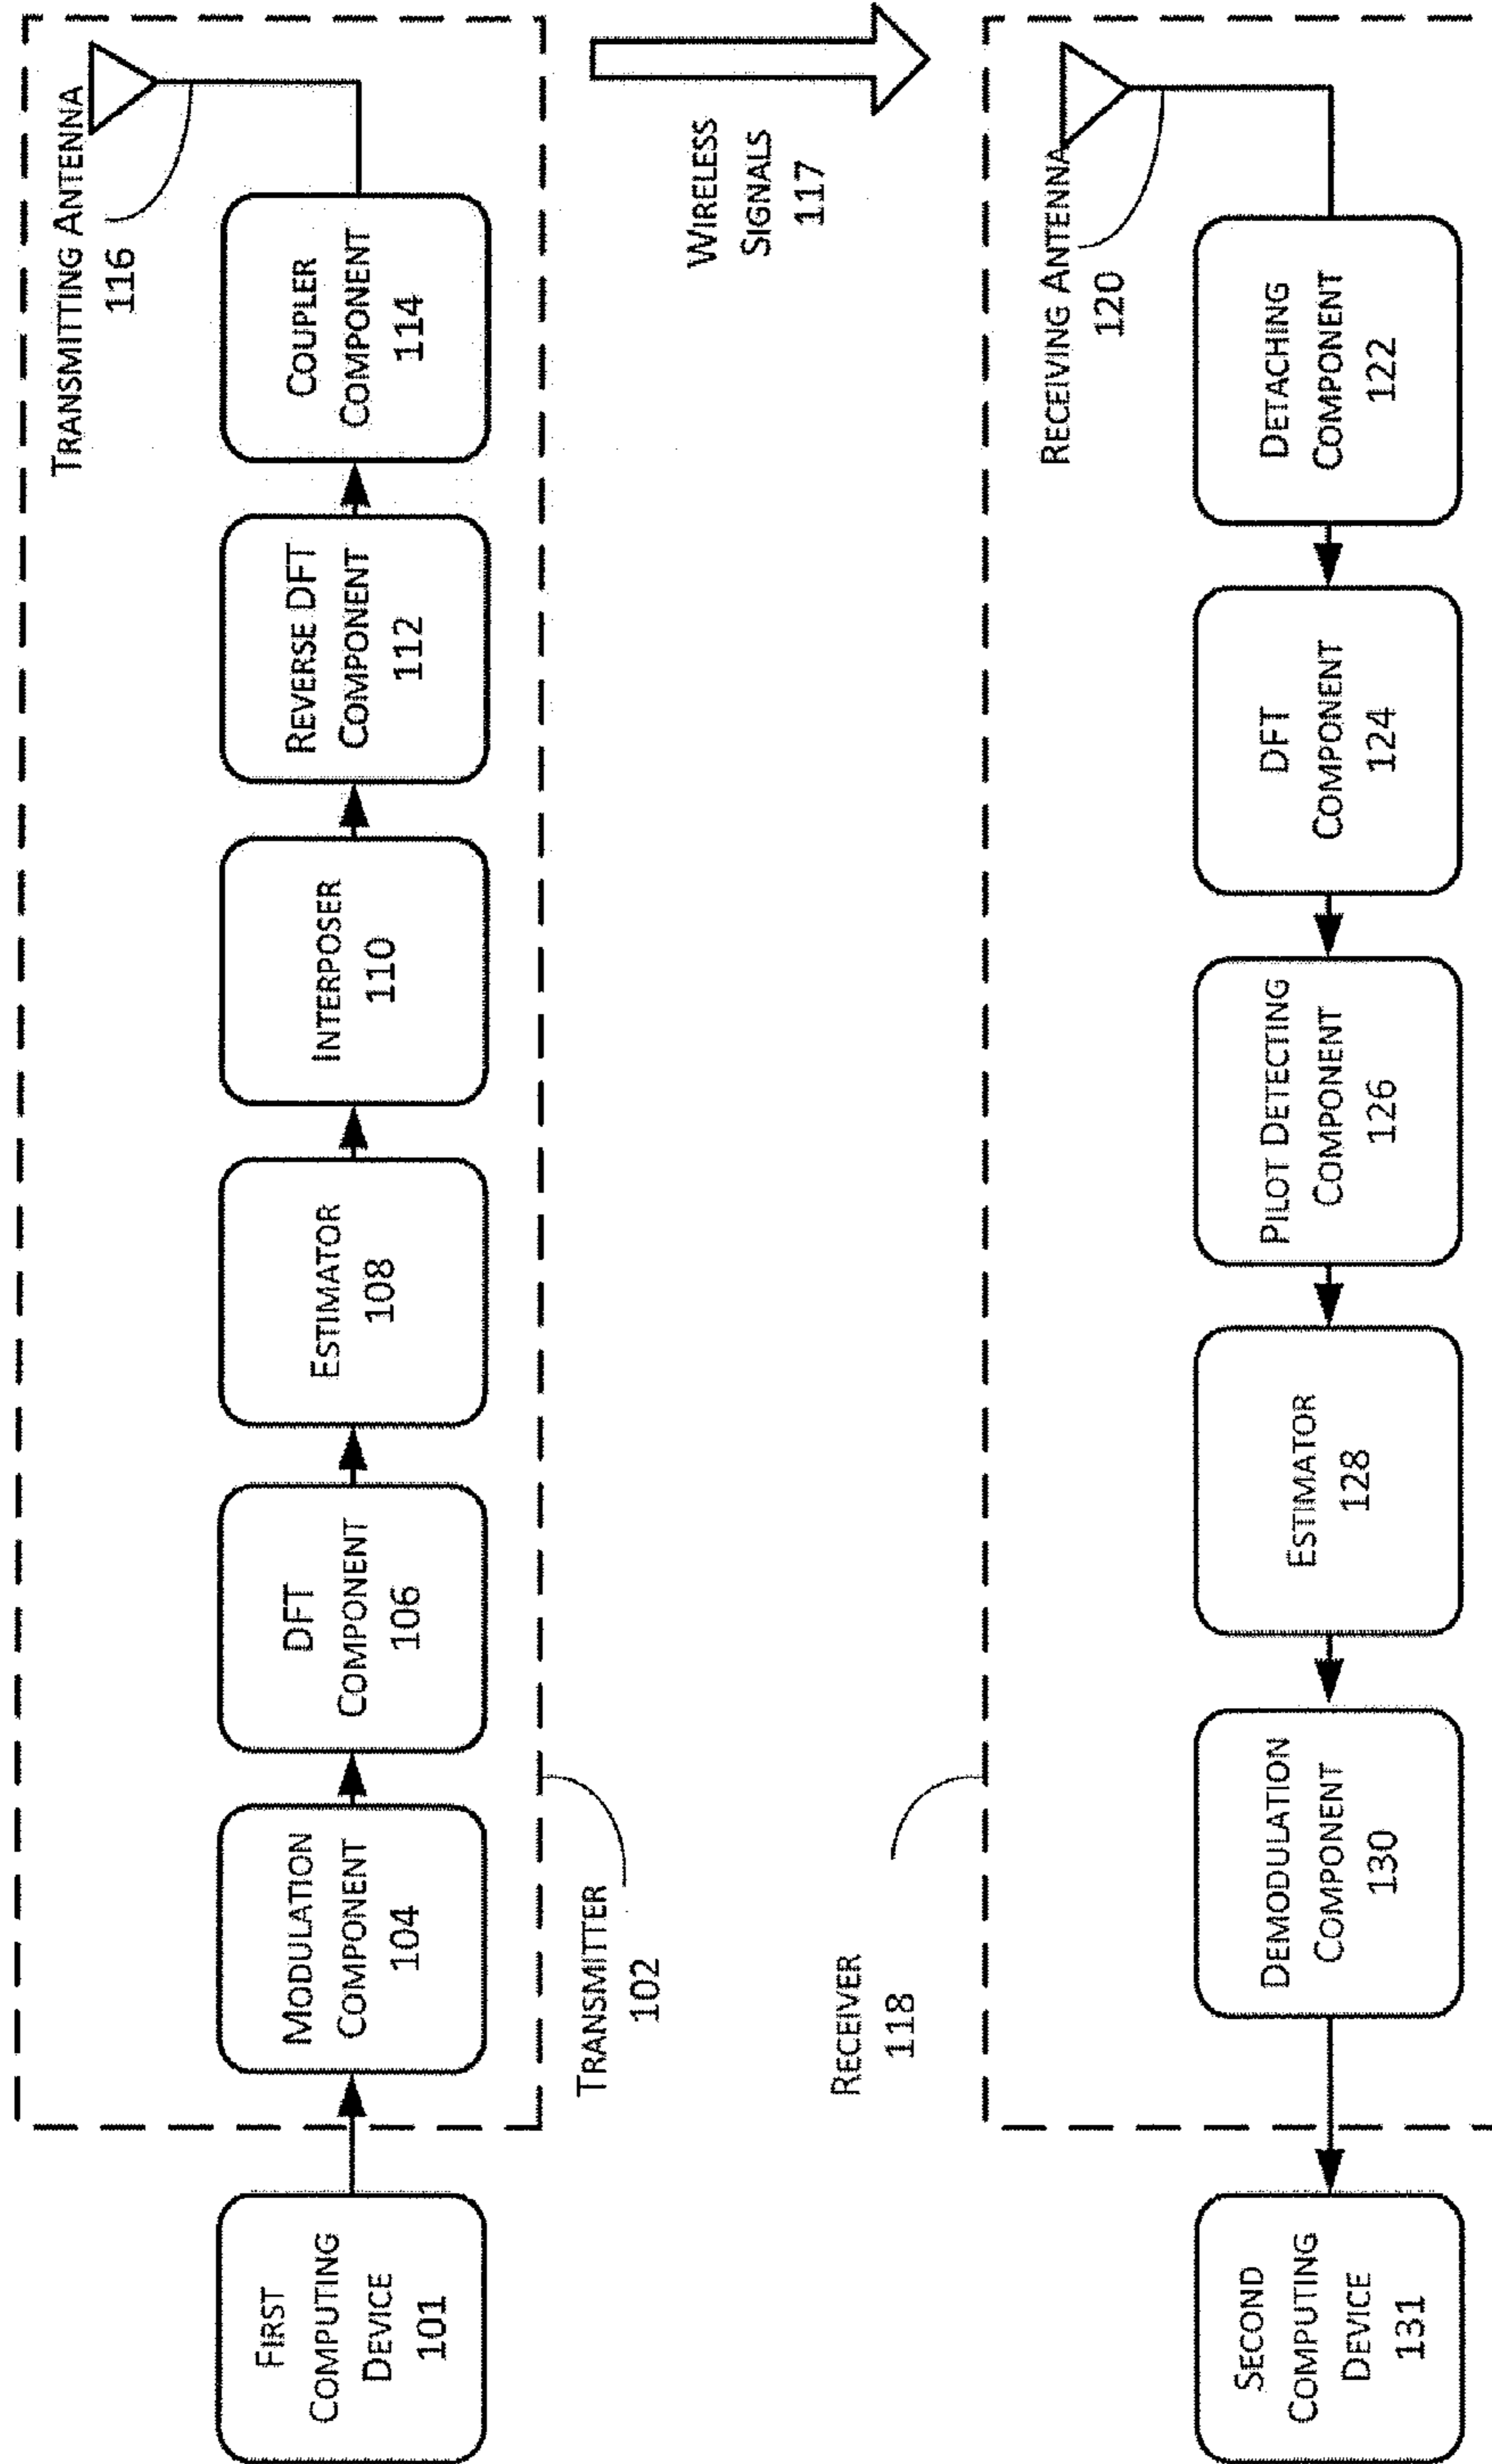 TRANSMITTING ANTENNA
116
FIRST
COMPUTING
DEVICE
101
MODULATION
COMPONENT
104
DFT
COMPONENT
106
ESTIMATOR
108
INTERPOSER
110
REVERSE DFT
COMPONENT
112
COUPLER
COMPONENT
114
TRANSMITTER
102
WIRELESS
SIGNALS
117
RECEIVER
118
RECEIVING ANTENNA
120
SECOND
COMPUTING
DEVICE
131
DEMODULATION
COMPONENT
130
ESTIMATOR
128
PILOT DETECTING
COMPONENT
126
DFT
COMPONENT
124
DETACHING
COMPONENT
122